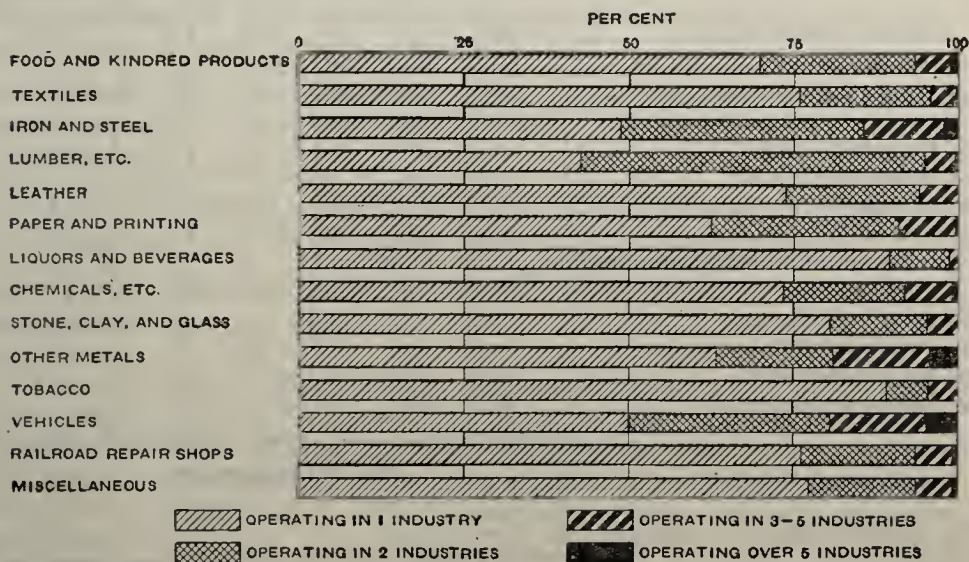 PER CENT
0 25 50 75 100
FOOD AND KINDRED PRODUCTS
TEXTILES
IRON AND STEEL
LUMBER, ETC.
LEATHER
PAPER AND PRINTING
LIQUORS AND BEVERAGES
CHEMICALS, ETC.
STONE, CLAY, AND GLASS
OTHER METALS
TOBACCO
VEHICLES
RAILROAD REPAIR SHOPS
MISCELLANEOUS
OPERATING IN 1 INDUSTRY OPERATING IN 3-5 INDUSTRIES
OPERATING IN 2 INDUSTRIES OPERATING OVER 5 INDUSTRIES